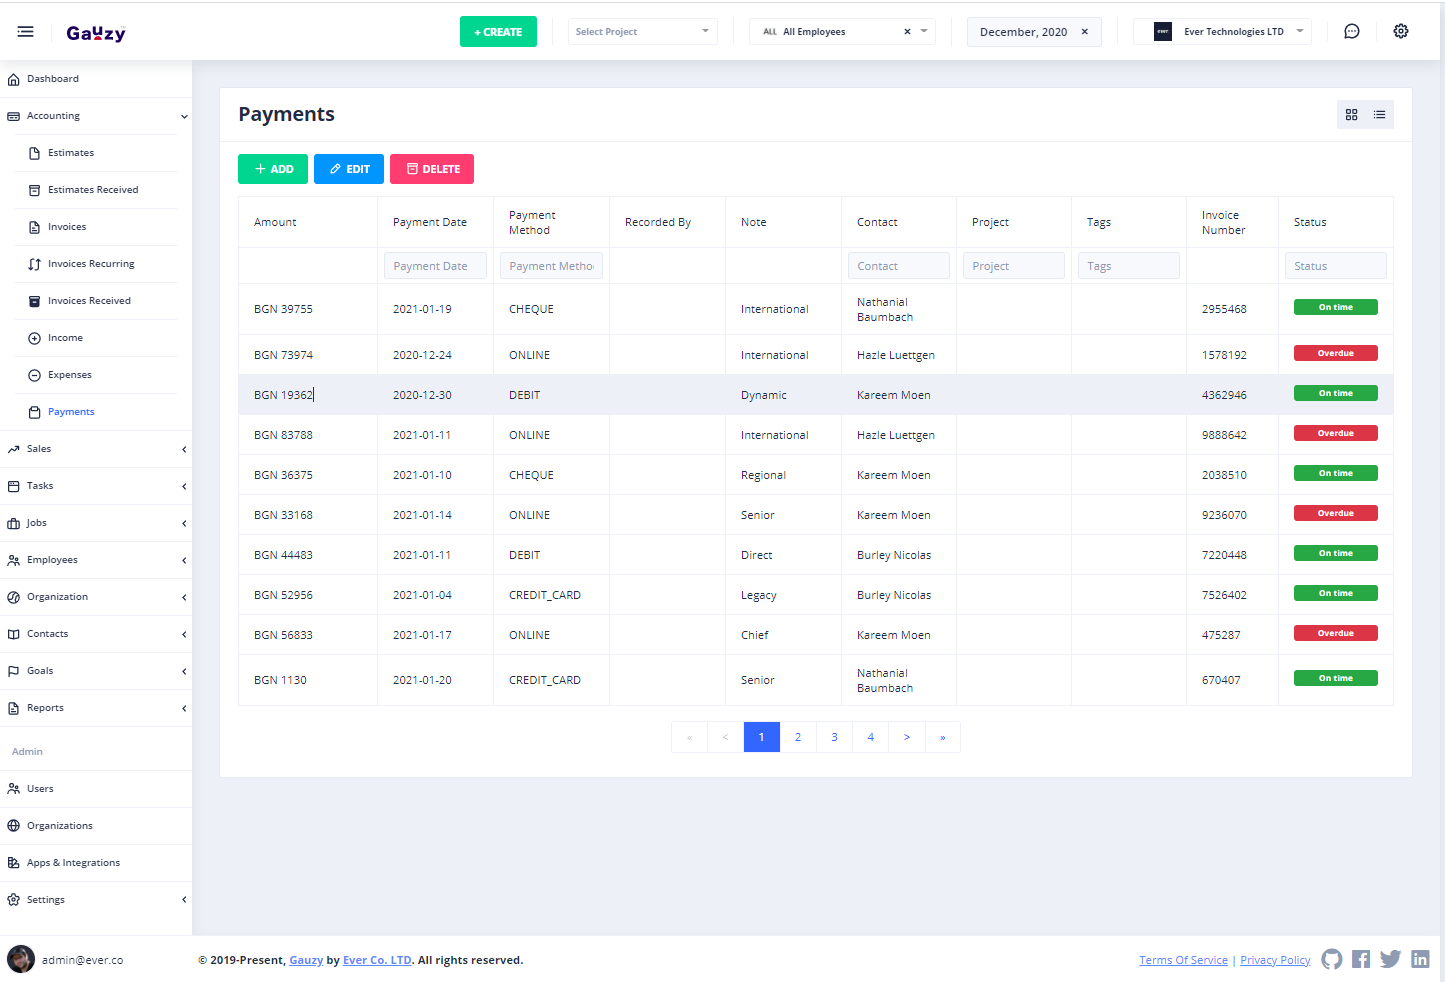 Gauzy
+ CREATE
Select Project
ALL All Employees ×
December, 2020 ×
ever Ever Technologies LTD
Dashboard
Accounting
Estimates
Estimates Received
Invoices
Invoices Recurring
Invoices Received
Income
Expenses
Payments
Sales
Tasks
Jobs
Employees
Organization
Contacts
Goals
Reports
Admin
Users
Organizations
Apps & Integrations
Settings
admin@ever.co
Payments
+ ADD
EDIT
DELETE
Amount Payment Date Payment Method Recorded By Note Contact Project Tags Invoice Number Status
Payment Date Payment Metho Contact Project Tags Status
BGN 39755 2021-01-19 CHEQUE International Nathanial Baumbach 2955468 On time
BGN 73974 2020-12-24 ONLINE International Hazle Luettgen 1578192 Overdue
BGN 19362 2020-12-30 DEBIT Dynamic Kareem Moen 4362946 On time
BGN 83788 2021-01-11 ONLINE International Hazle Luettgen 9888642 Overdue
BGN 36375 2021-01-10 CHEQUE Regional Kareem Moen 2038510 On time
BGN 33168 2021-01-14 ONLINE Senior Kareem Moen 9236070 Overdue
BGN 44483 2021-01-11 DEBIT Direct Burley Nicolas 7220448 On time
BGN 52956 2021-01-04 CREDIT_CARD Legacy Burley Nicolas 7526402 On time
BGN 56833 2021-01-17 ONLINE Chief Kareem Moen 475287 Overdue
BGN 1130 2021-01-20 CREDIT_CARD Senior Nathanial Baumbach 670407 On time
« < 1 2 3 4 > »
© 2019-Present, Gauzy by Ever Co. LTD. All rights reserved.
Terms Of Service | Privacy Policy